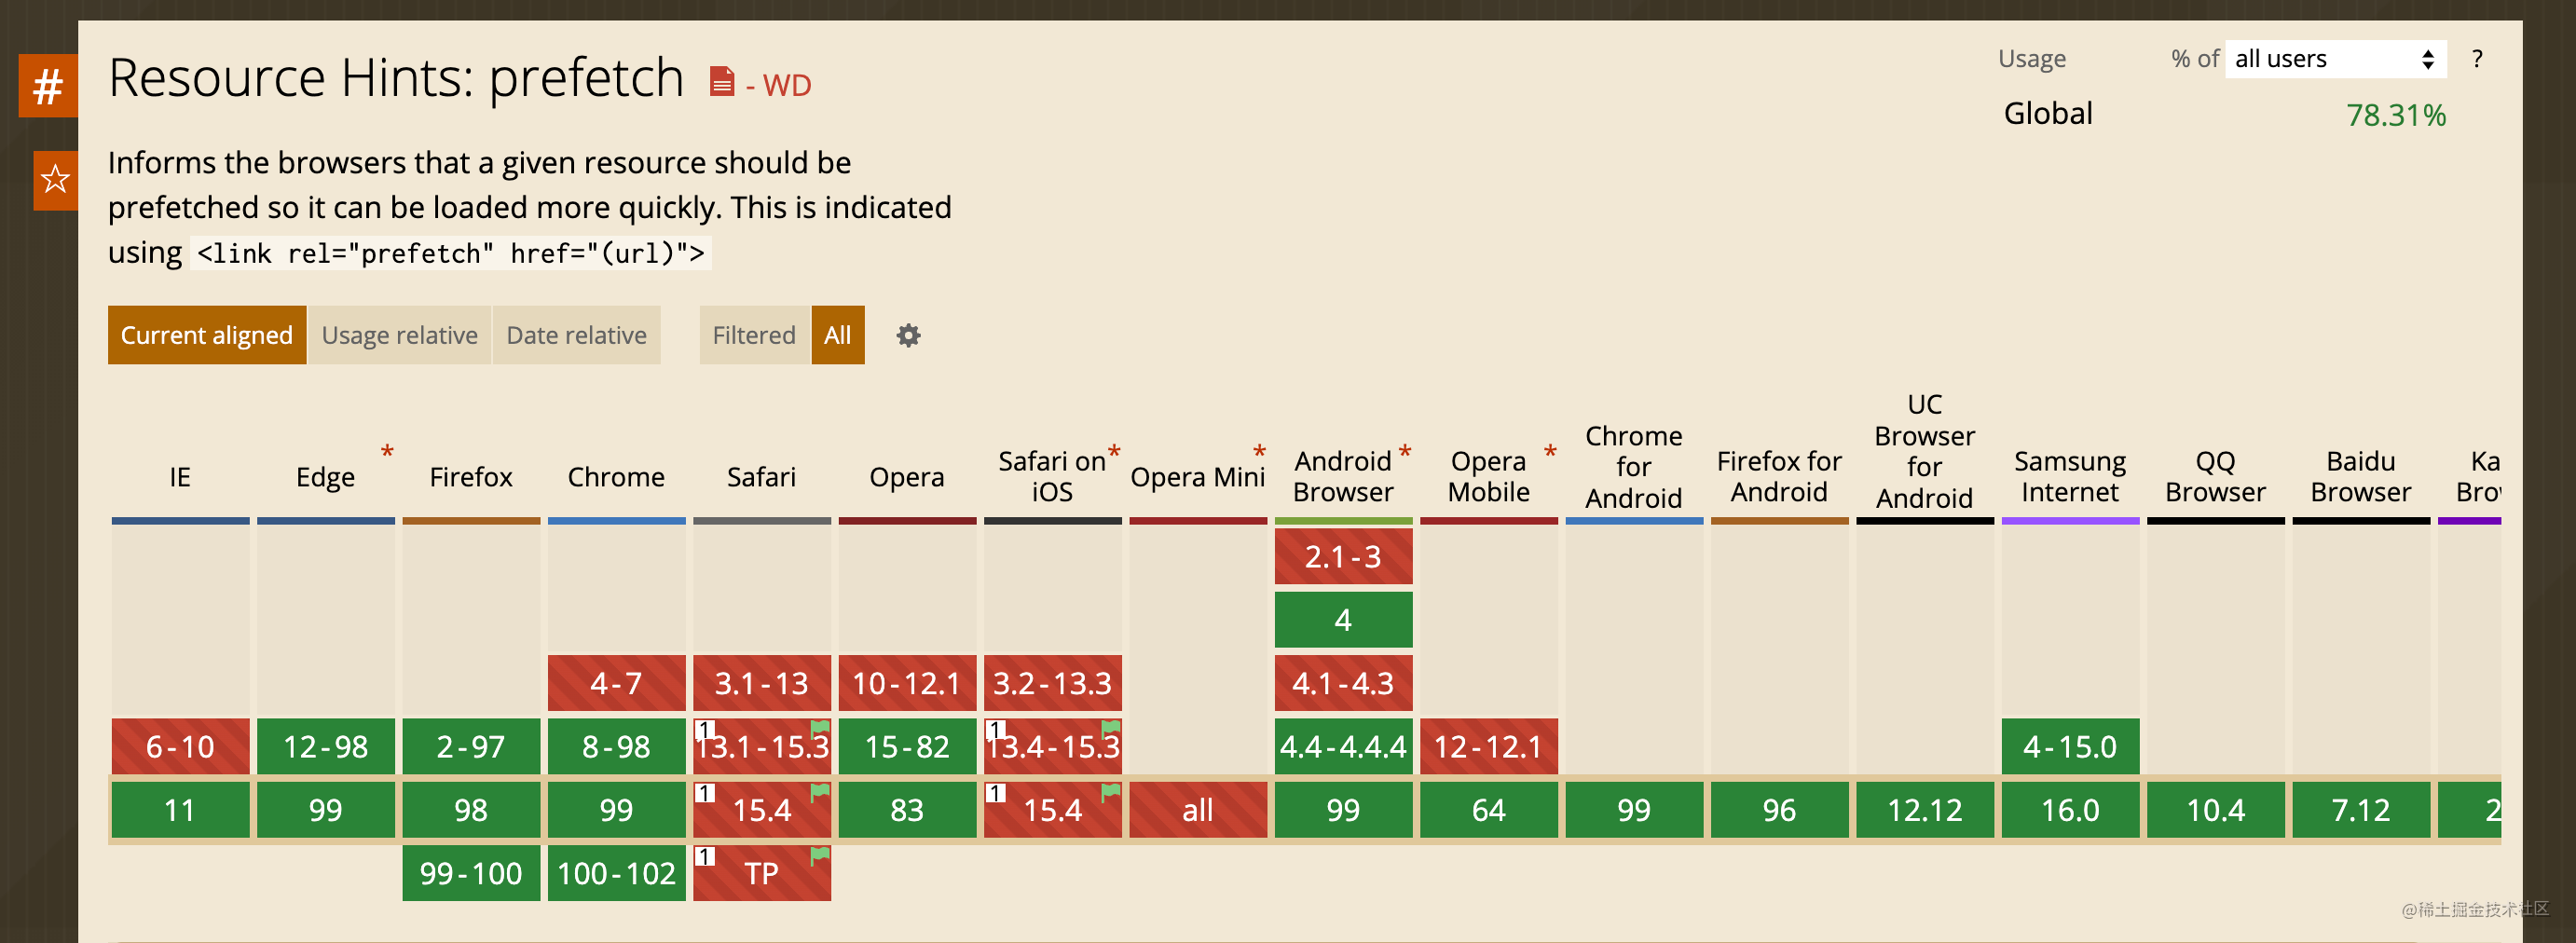 #
Resource Hints: prefetch - WD
Usage % of all users ?
Global 78.31%
Informs the browsers that a given resource should be
prefetched so it can be loaded more quickly. This is indicated
using <link rel="prefetch" href="(url)">
Current aligned Usage relative Date relative Filtered All
IE
Edge *
Firefox
Chrome
Safari
Opera
Safari on *
iOS
Opera Mini *
Android *
Browser
Opera *
Mobile
Chrome
for
Android
Firefox for
Android
UC
Browser
for
Android
Samsung
Internet
QQ
Browser
Baidu
Browser
Ka
Bro
2.1-3
4
4-7 3.1-13 10-12.1 3.2-13.3 4.1-4.3
6-10 12-98 2-97 8-98 1 13.1-15.3 15-82 1 13.4-15.3 4.4-4.4.4 12-12.1 4-15.0
11 99 98 99 1 15.4 83 1 15.4 all 99 64 99 96 12.12 16.0 10.4 7.12 2
99-100 100-102 1 TP
@稀土掘金技术社区